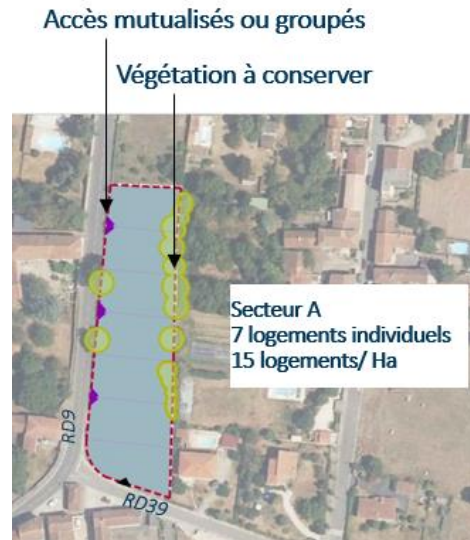 Accès mutualisés ou groupés
Végétation à conserver
Secteur A
7 logements individuels
15 logements/ Ha
RD9
RD39